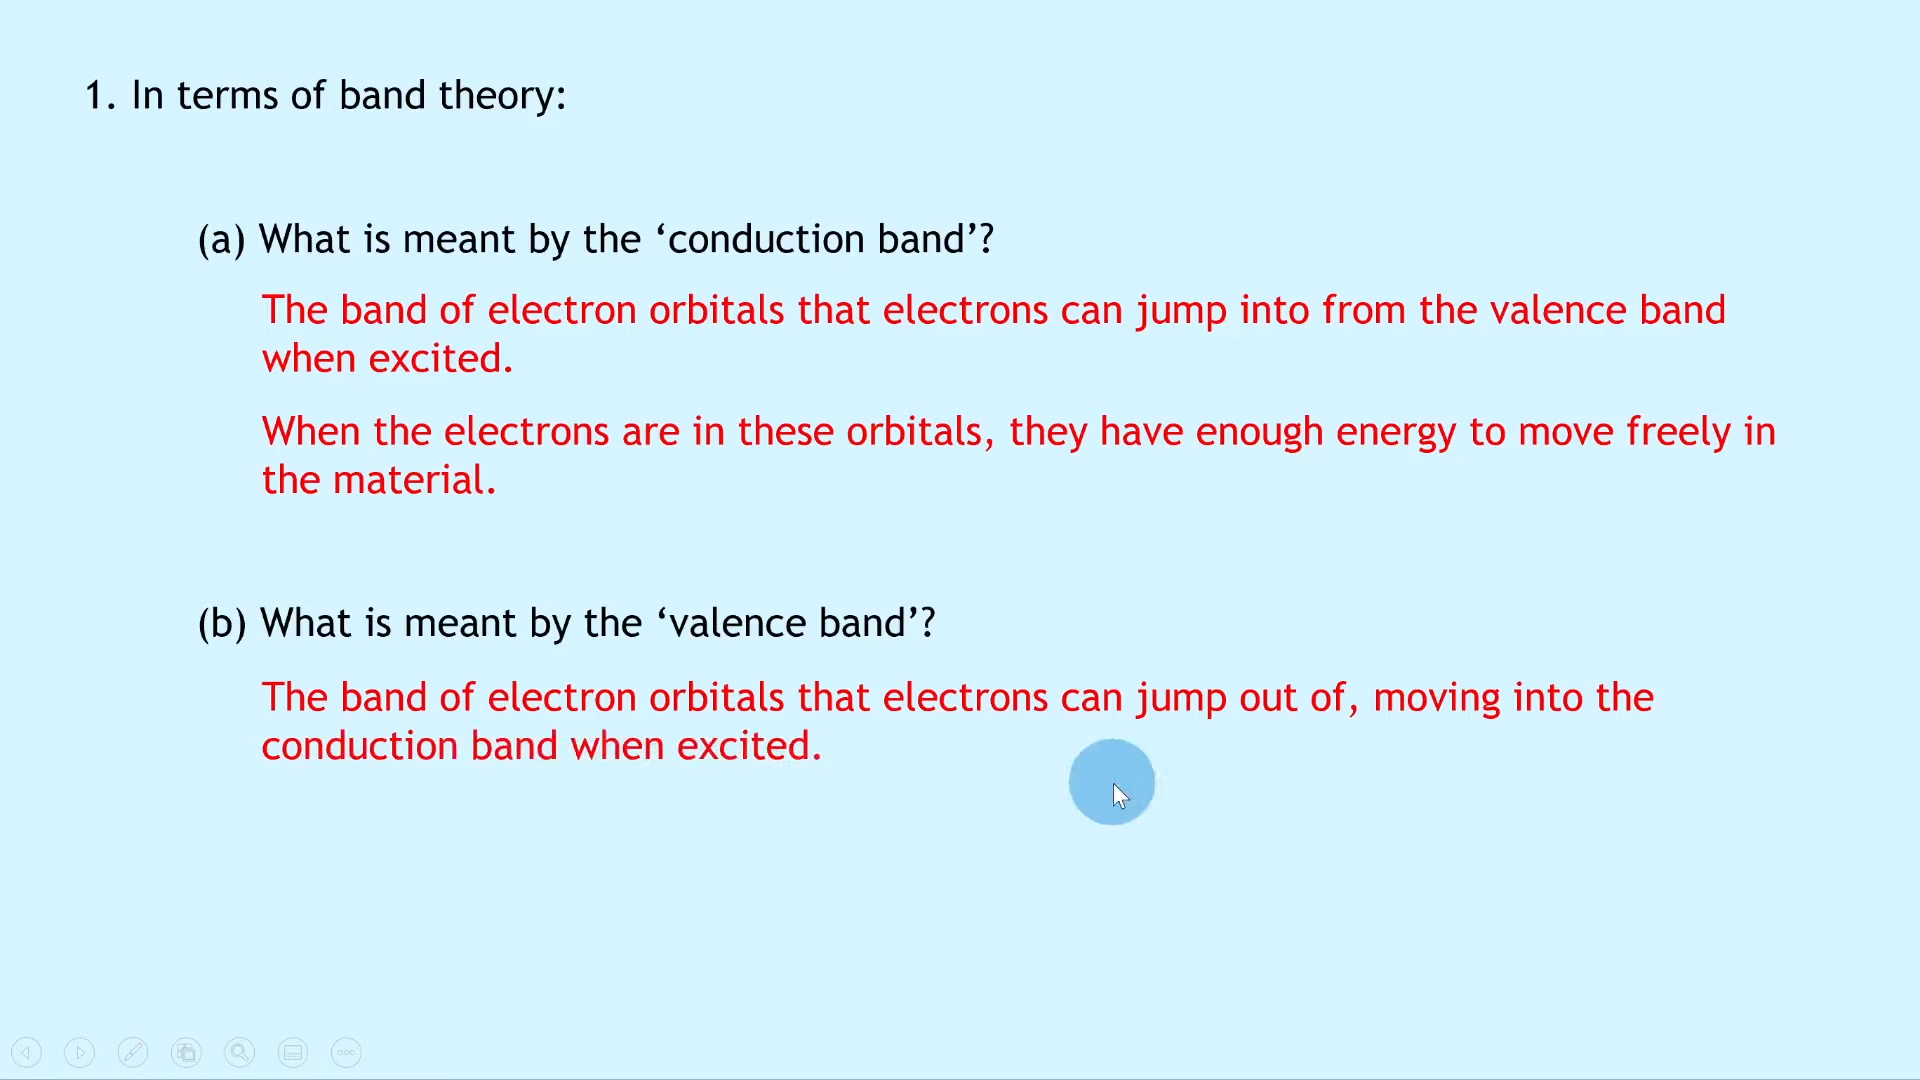 1. In terms of band theory:
(a) What is meant by the ‘conduction band’?
The band of electron orbitals that electrons can jump into from the valence band
when excited.
When the electrons are in these orbitals, they have enough energy to move freely in
the material.
(b) What is meant by the ‘valence band’?
The band of electron orbitals that electrons can jump out of, moving into the
conduction band when excited.